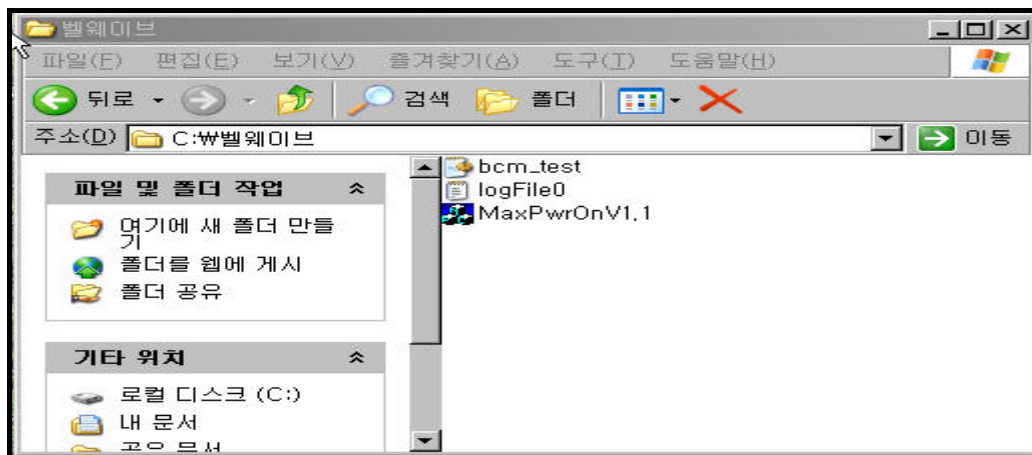 벨웨이브
파일(F) 편집(E) 보기(V) 즐겨찾기(A) 도구(T) 도움말(H)
뒤로 검색 폴더
주소(D) C:₩벨웨이브 이동
파일 및 폴더 작업
여기에 새 폴더 만들
기
폴더를 웹에 게시
폴더 공유
기타 위치
로컬 디스크 (C:)
내 문서
공유 문서
bcm_test
logFile0
MaxPwrOnV1,1